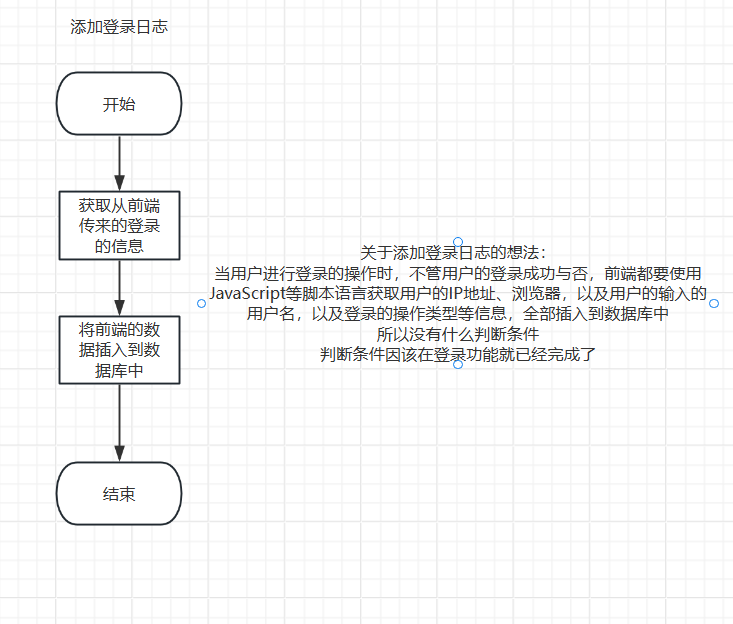 添加登录日志
开始
获取从前端
传来的登录
的信息
关于添加登录日志的想法：
当用户进行登录的操作时，不管用户的登录成功与否，前端都要使用
JavaScript等脚本语言获取用户的IP地址、浏览器，以及用户的输入的
用户名，以及登录的操作类型等信息，全部插入到数据库中
所以没有什么判断条件
判断条件因该在登录功能就已经完成了
将前端的数
据插入到数
据库中
结束